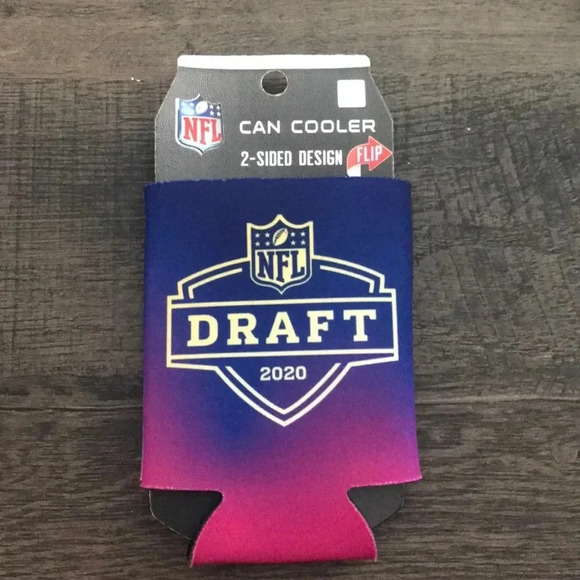 NFL
CAN COOLER
2-SIDED DESIGN FLIP
NFL
DRAFT
2020